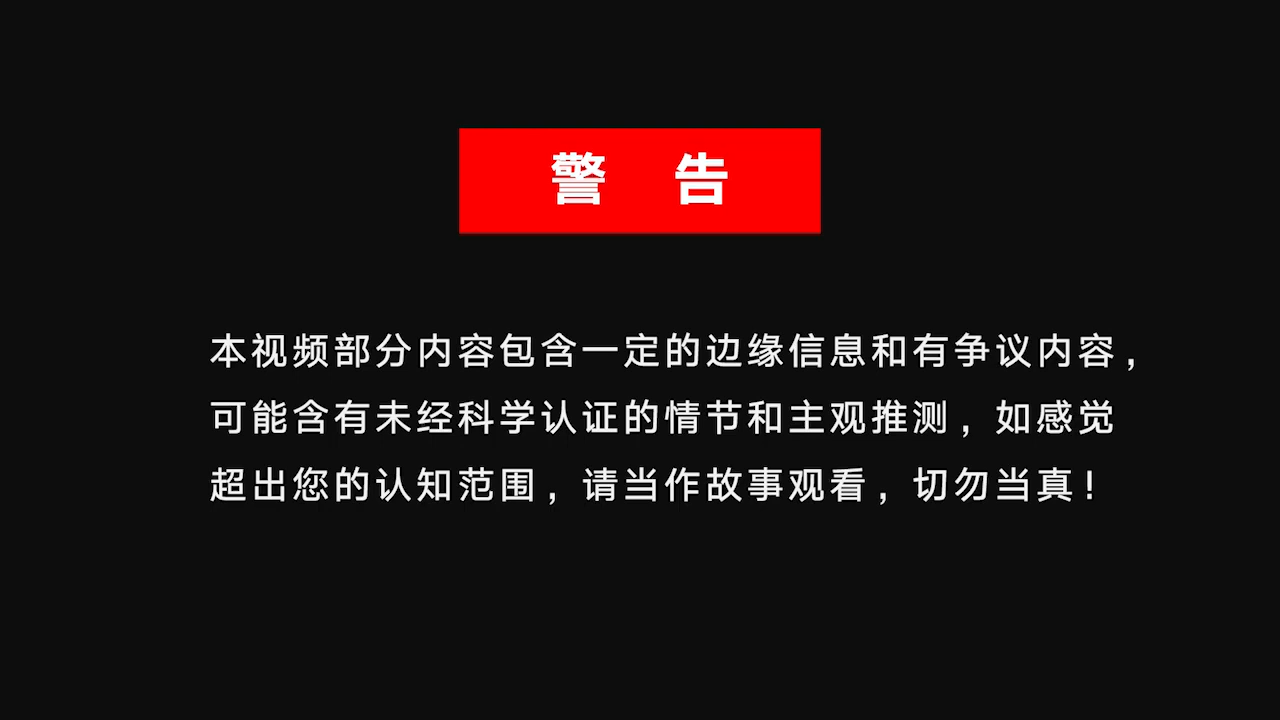 警 告
本视频部分内容包含一定的边缘信息和有争议内容，
可能含有未经科学认证的情节和主观推测，如感觉
超出您的认知范围，请当作故事观看，切勿当真！